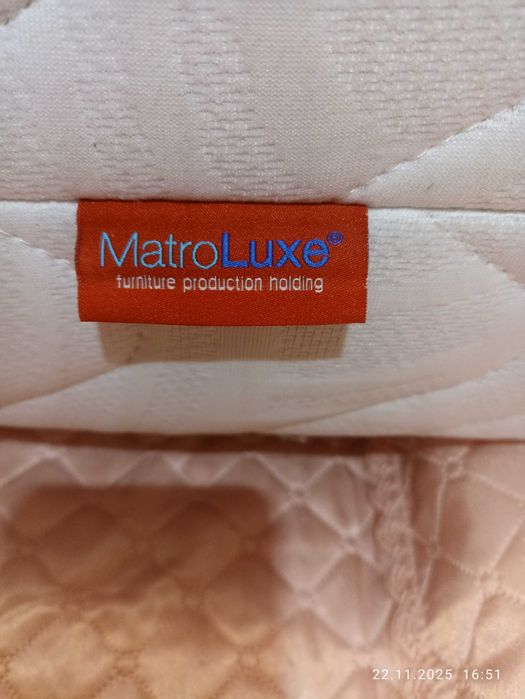 MatroLuxe®
furniture production holding
22.11.2025 16:51